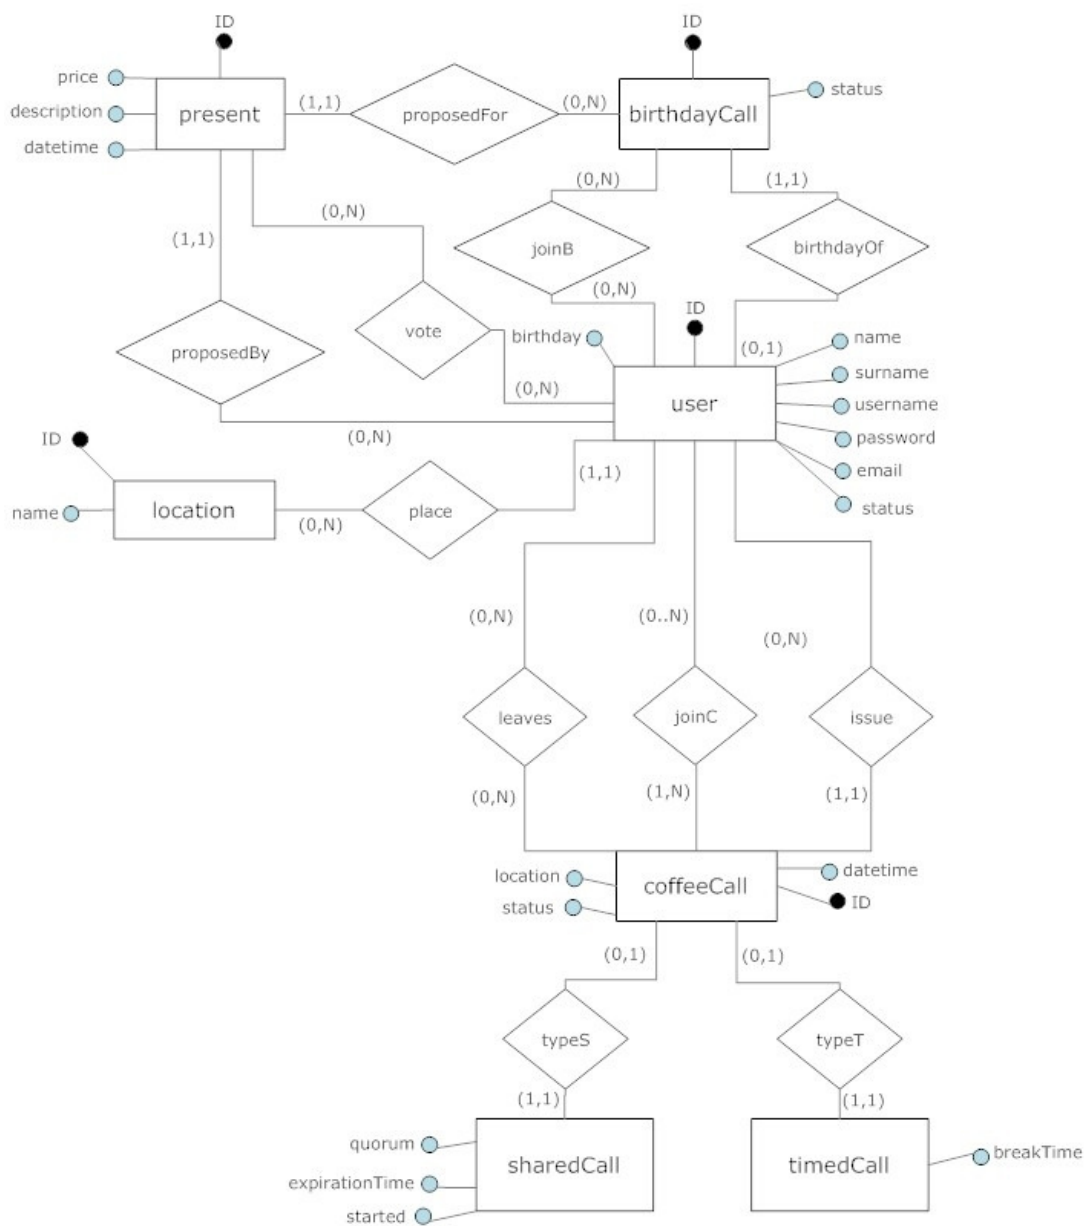 ID
ID
price
description
datetime
present
(1,1)
proposedFor
(0,N)
birthdayCall
status
(0,N)
(1,1)
(0,N)
(1,1)
joinB
birthdayOf
(0,N)
ID
vote
birthday
(0,1)
name
proposedBy
surname
(0,N)
user
username
password
(0,N)
ID
email
(1,1)
status
name
location
(0,N)
place
(0,N)
(0..N)
(0,N)
leaves
joinC
issue
(0,N)
(1,N)
(1,1)
location
datetime
coffeeCall
status
ID
(0,1)
(0,1)
typeS
typeT
(1,1)
(1,1)
quorum
sharedCall
timedCall
breakTime
expirationTime
started